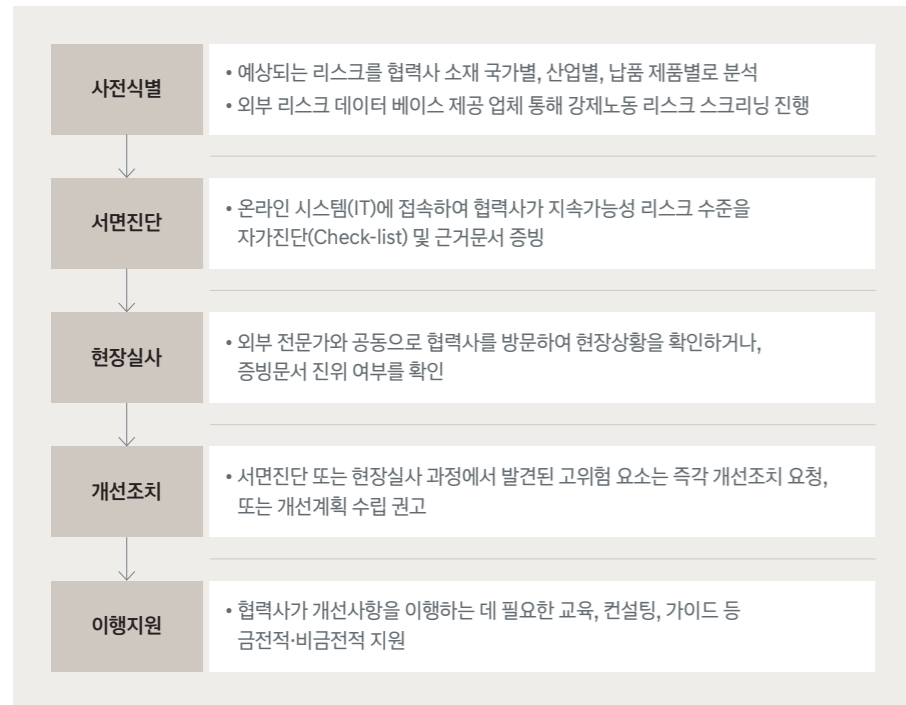 사전식별
• 예상되는 리스크를 협력사 소재 국가별, 산업별, 납품 제품별로 분석
• 외부 리스크 데이터 베이스 제공 업체 통해 강제노동 리스크 스크리닝 진행
서면진단
• 온라인 시스템(IT)에 접속하여 협력사가 지속가능성 리스크 수준을
자가진단(Check-list) 및 근거문서 증빙
현장실사
• 외부 전문가와 공동으로 협력사를 방문하여 현장상황을 확인하거나,
증빙문서 진위 여부를 확인
개선조치
• 서면진단 또는 현장실사 과정에서 발견된 고위험 요소는 즉각 개선조치 요청,
또는 개선계획 수립 권고
이행지원
• 협력사가 개선사항을 이행하는 데 필요한 교육, 컨설팅, 가이드 등
금전적·비금전적 지원